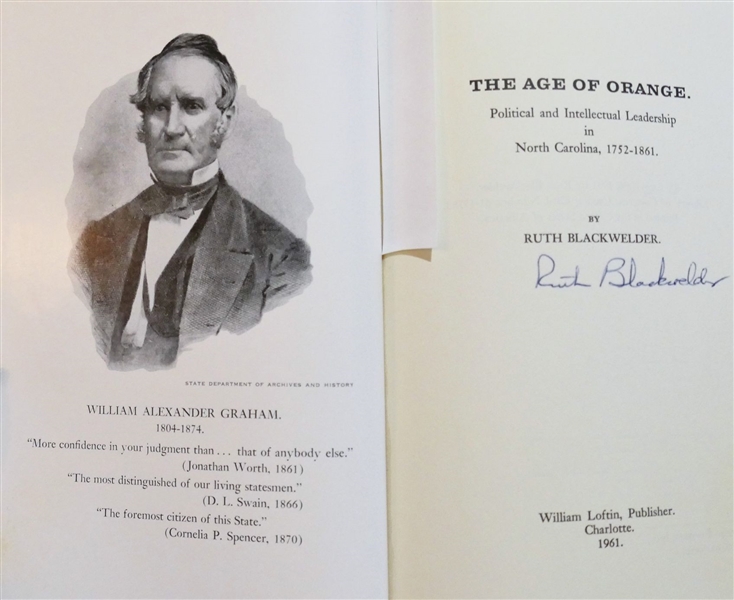 STATE DEPARTMENT OF ARCHIVES AND HISTORY
WILLIAM ALEXANDER GRAHAM.
1804-1874.
"More confidence in your judgment than . . . that of anybody else."
(Jonathan Worth, 1861)
"The most distinguished of our living statesmen."
(D. L. Swain, 1866)
"The foremost citizen of this State."
(Cornelia P. Spencer, 1870)
THE AGE OF ORANGE.
Political and Intellectual Leadership
in
North Carolina, 1752-1861.
BY
RUTH BLACKWELDER.
Ruth Blackwelder
William Loftin, Publisher.
Charlotte.
1961.